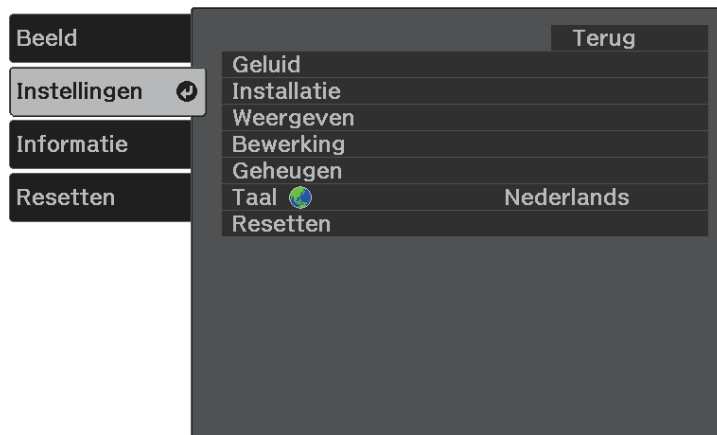 Beeld
Instellingen
Informatie
Resetten
Terug
Geluid
Installatie
Weergeven
Bewerking
Geheugen
Taal Nederlands
Resetten